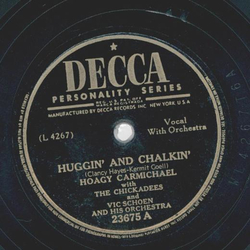 DECCA
PERSONALITY SERIES
MANUFACTURED BY DECCA RECORDS INC., NEW YORK U S A
(L 4267)
Vocal
With Orchestra
HUGGIN' AND CHALKIN'
(Clancy Hayes-Kermit Goell)
HOAGY CARMICHAEL
with
THE CHICKADEES
and
VIC SCHOEN
AND HIS ORCHESTRA
23675 A